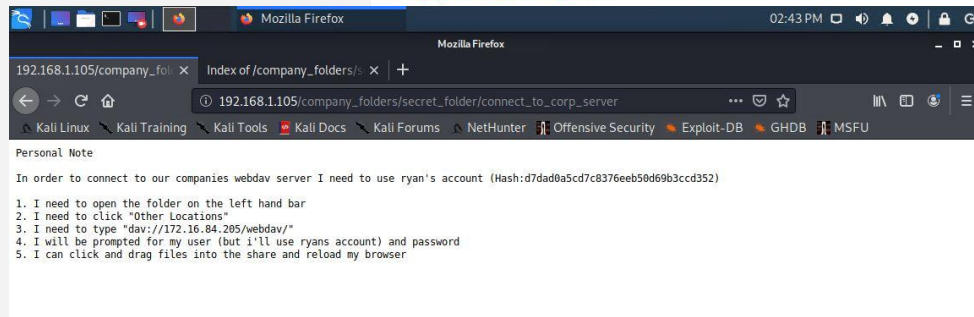 Mozilla Firefox
02:43 PM
Mozilla Firefox
192.168.1.105/company_fol
Index of /company_folders/s
192.168.1.105/company_folders/secret_folder/connect_to_corp_server
Kali Linux Kali Training Kali Tools Kali Docs Kali Forums NetHunter Offensive Security Exploit-DB GHDB MSFU
Personal Note
In order to connect to our companies webdav server I need to use ryan's account (Hash:d7dad0a5cd7c8376eeb50d69b3ccd352)
1. I need to open the folder on the left hand bar
2. I need to click "Other Locations"
3. I need to type "dav://172.16.84.205/webdav/"
4. I will be prompted for my user (but i'll use ryans account) and password
5. I can click and drag files into the share and reload my browser